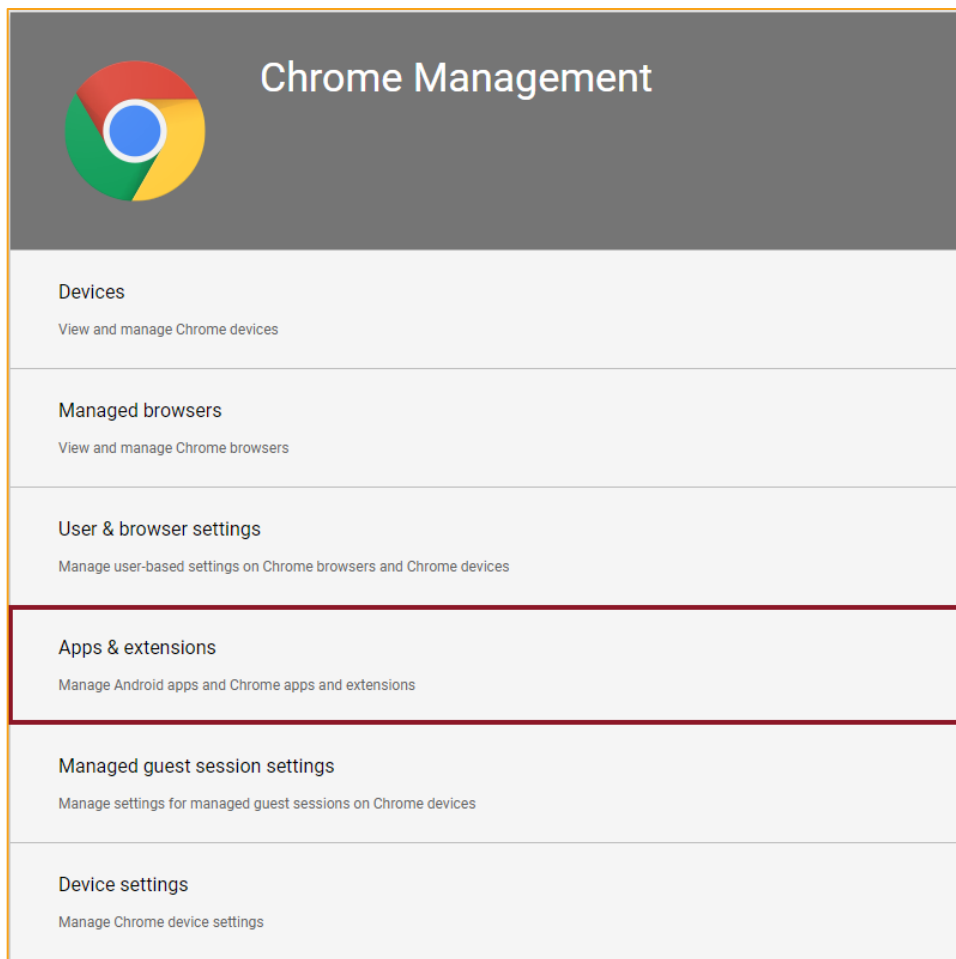 Chrome Management
Devices
View and manage Chrome devices
Managed browsers
View and manage Chrome browsers
User & browser settings
Manage user-based settings on Chrome browsers and Chrome devices
Apps & extensions
Manage Android apps and Chrome apps and extensions
Managed guest session settings
Manage settings for managed guest sessions on Chrome devices
Device settings
Manage Chrome device settings